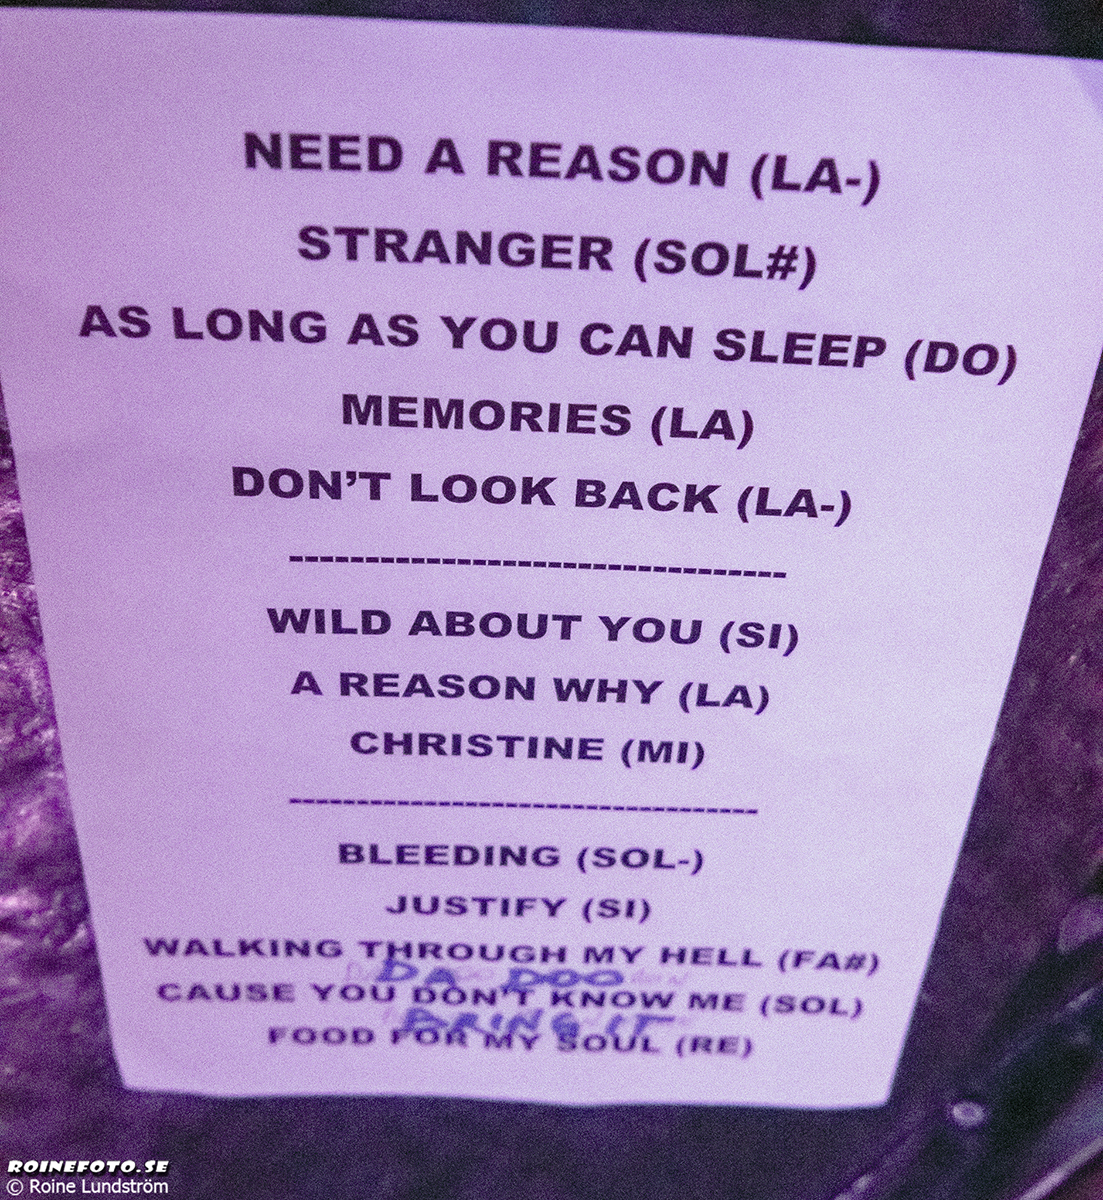 NEED A REASON (LA-)
STRANGER (SOL#)
AS LONG AS YOU CAN SLEEP (DO)
MEMORIES (LA)
DON'T LOOK BACK (LA-)
---------------------------------
WILD ABOUT YOU (SI)
A REASON WHY (LA)
CHRISTINE (MI)
---------------------------------
BLEEDING (SOL-)
JUSTIFY (SI)
WALKING THROUGH MY HELL (FA#)
DA DOO
CAUSE YOU DON'T KNOW ME (SOL)
BRING IT
FOOD FOR MY SOUL (RE)
ROINEFOTO.SE
© Roine Lundström